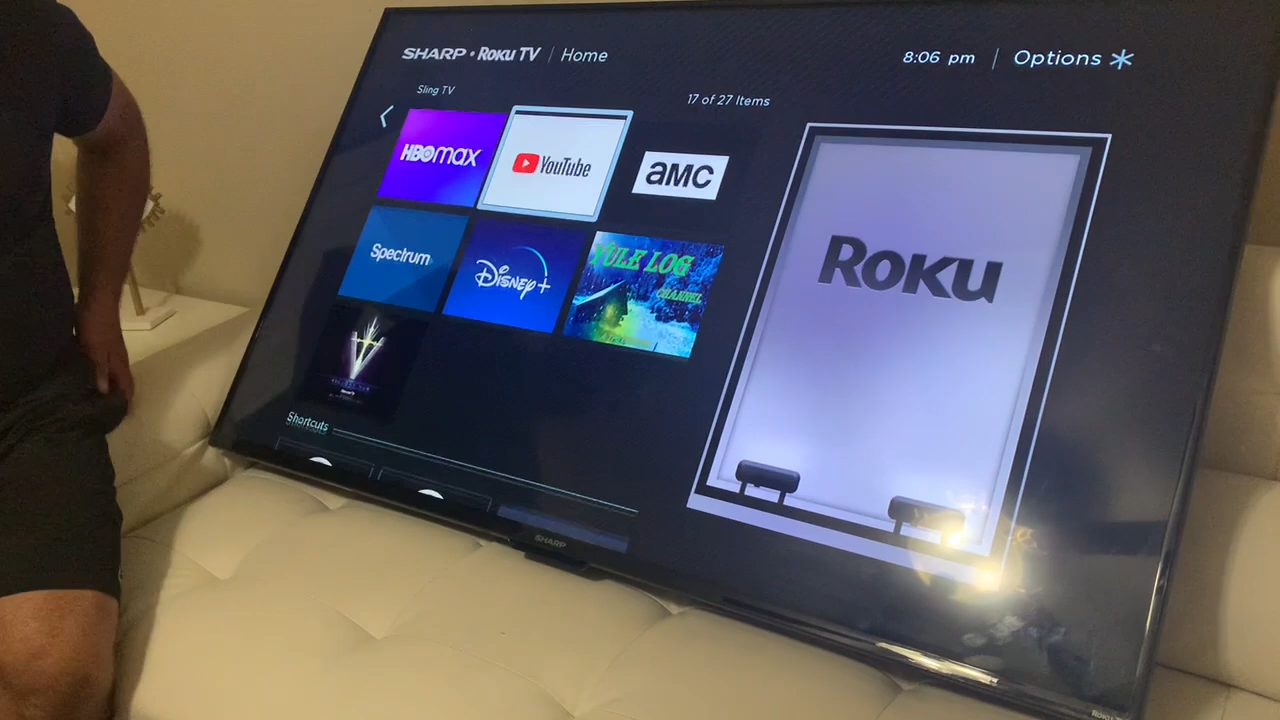 SHARP • ROKU TV | Home
8:06 pm | Options
Sling TV
17 of 27 Items
HBOmax
YouTube
aMC
Spectrum
Disney+
YULE LOG
CHANNEL
ROKU
Shortcuts
SHARP